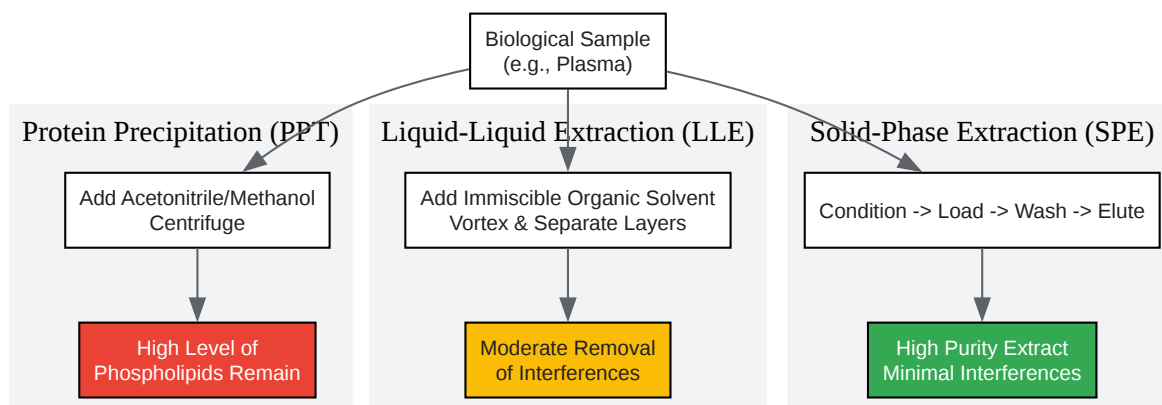 Biological Sample
(e.g., Plasma)
Protein Precipitation (PPT)
Liquid-Liquid Extraction (LLE)
Solid-Phase Extraction (SPE)
Add Acetonitrile/Methanol
Centrifuge
Add Immiscible Organic Solvent
Vortex & Separate Layers
Condition -> Load -> Wash -> Elute
High Level of
Phospholipids Remain
Moderate Removal
of Interferences
High Purity Extract
Minimal Interferences